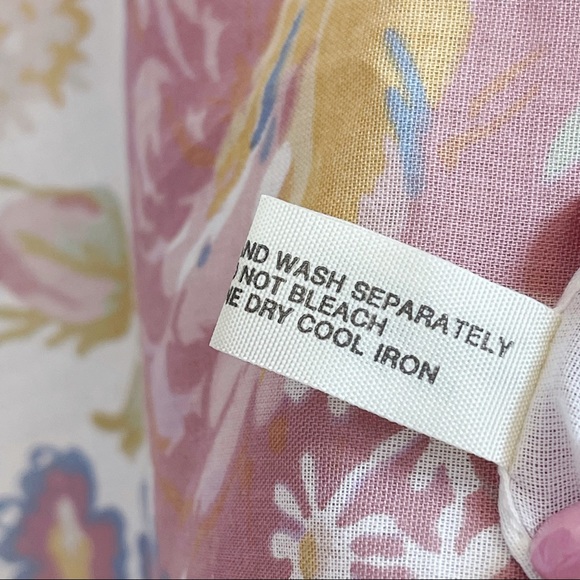 ND WASH SEPARATELY
O NOT BLEACH
NE DRY COOL IRON